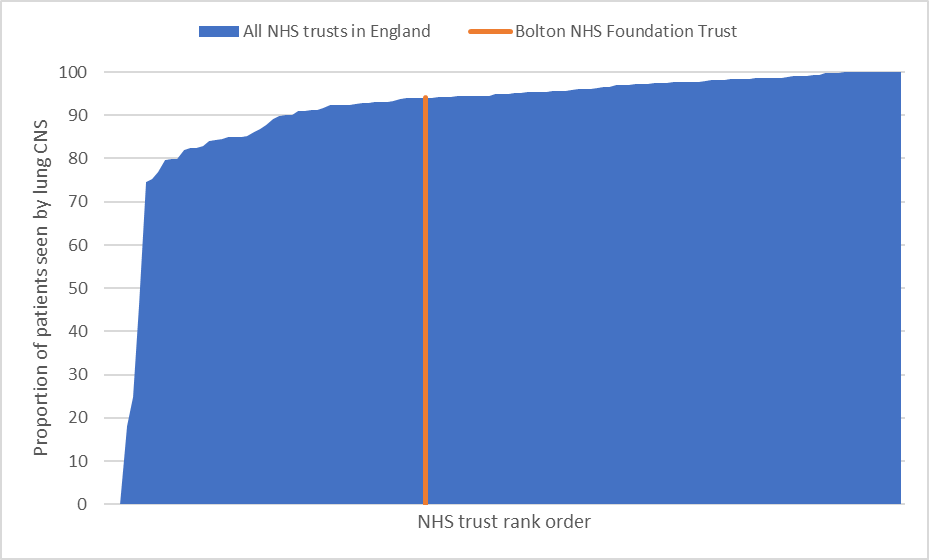 All NHS trusts in England
Bolton NHS Foundation Trust
100
90
80
70
60
50
40
30
20
10
0
Proportion of patients seen by lung CNS
NHS trust rank order